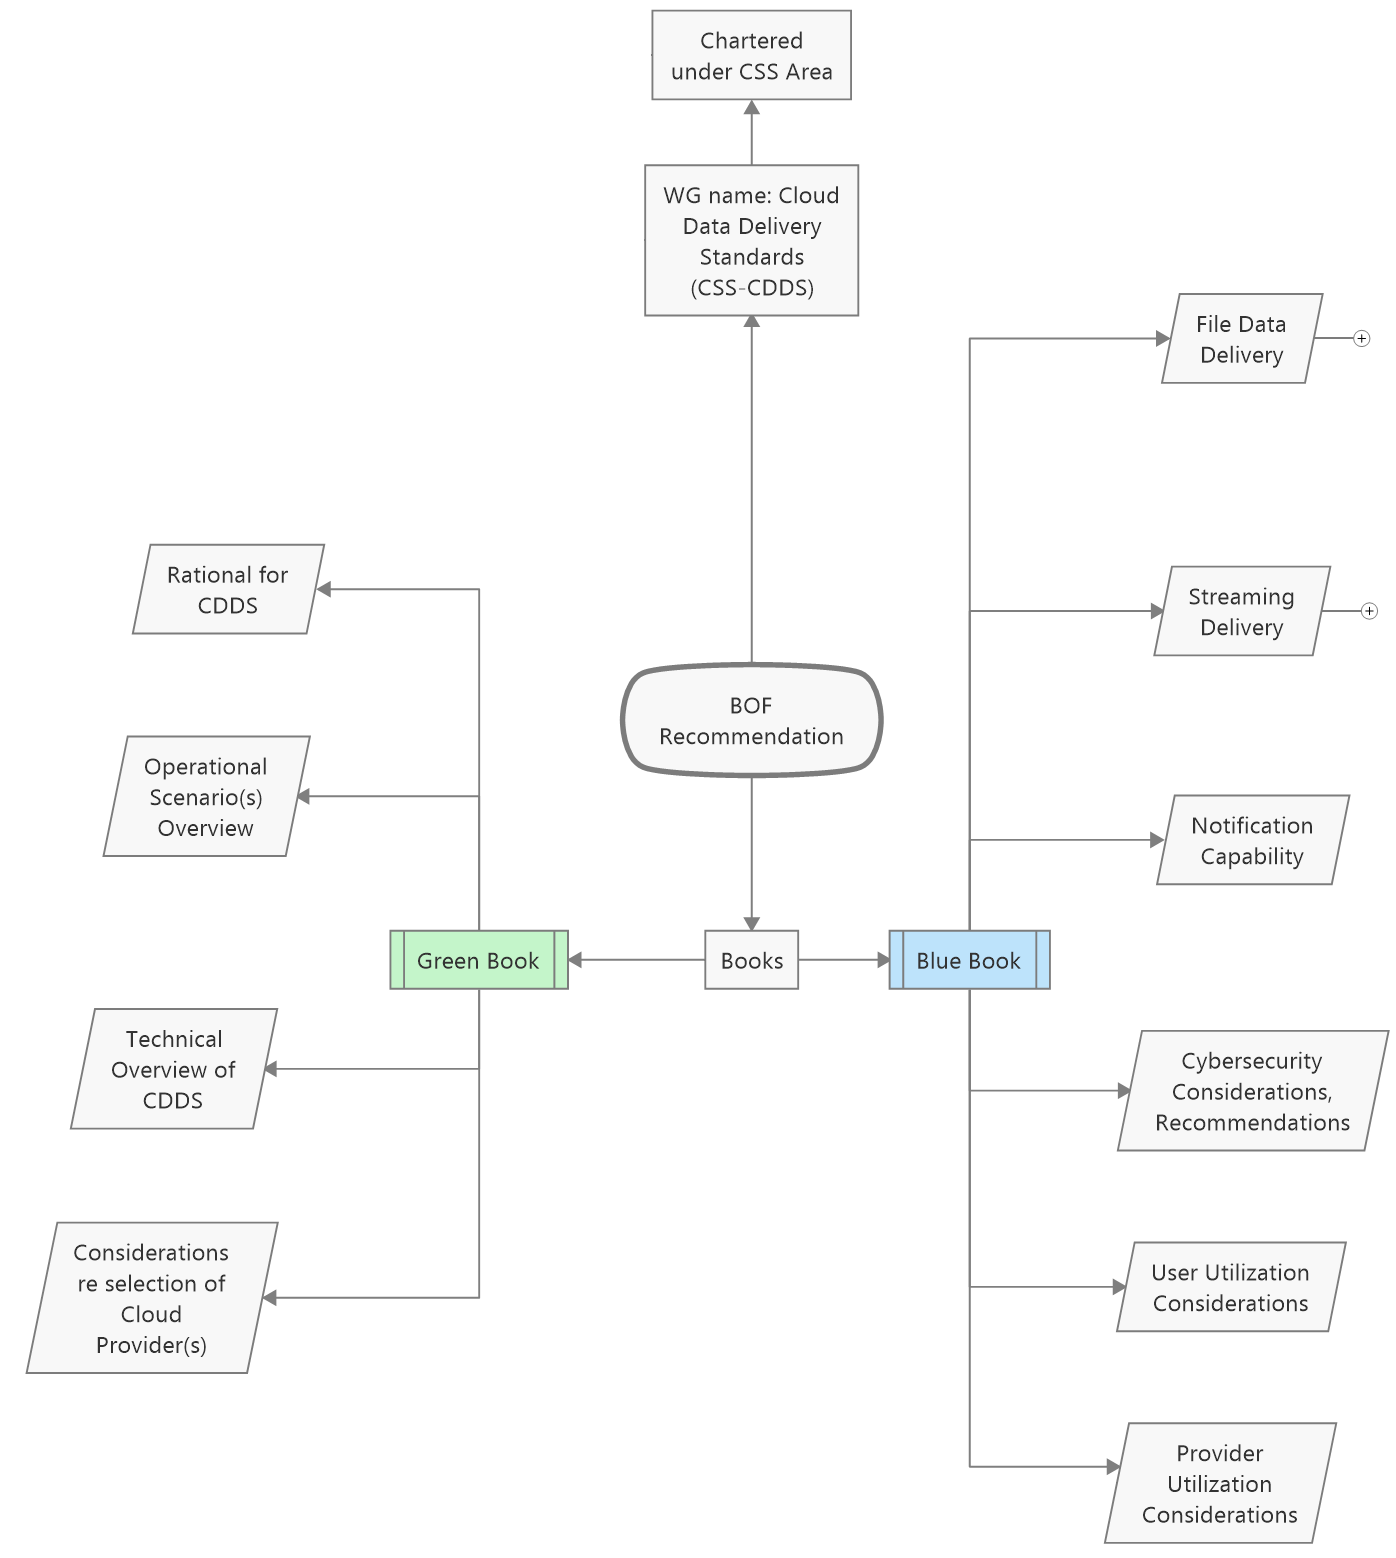 Chartered
under CSS Area
WG name: Cloud
Data Delivery
Standards
(CSS-CDDS)
File Data
Delivery
Streaming
Delivery
Rational for
CDDS
BOF
Recommendation
Operational
Scenario(s)
Overview
Notification
Capability
Green Book
Books
Blue Book
Technical
Overview of
CDDS
Cybersecurity
Considerations,
Recommendations
Considerations
re selection of
Cloud
Provider(s)
User Utilization
Considerations
Provider
Utilization
Considerations